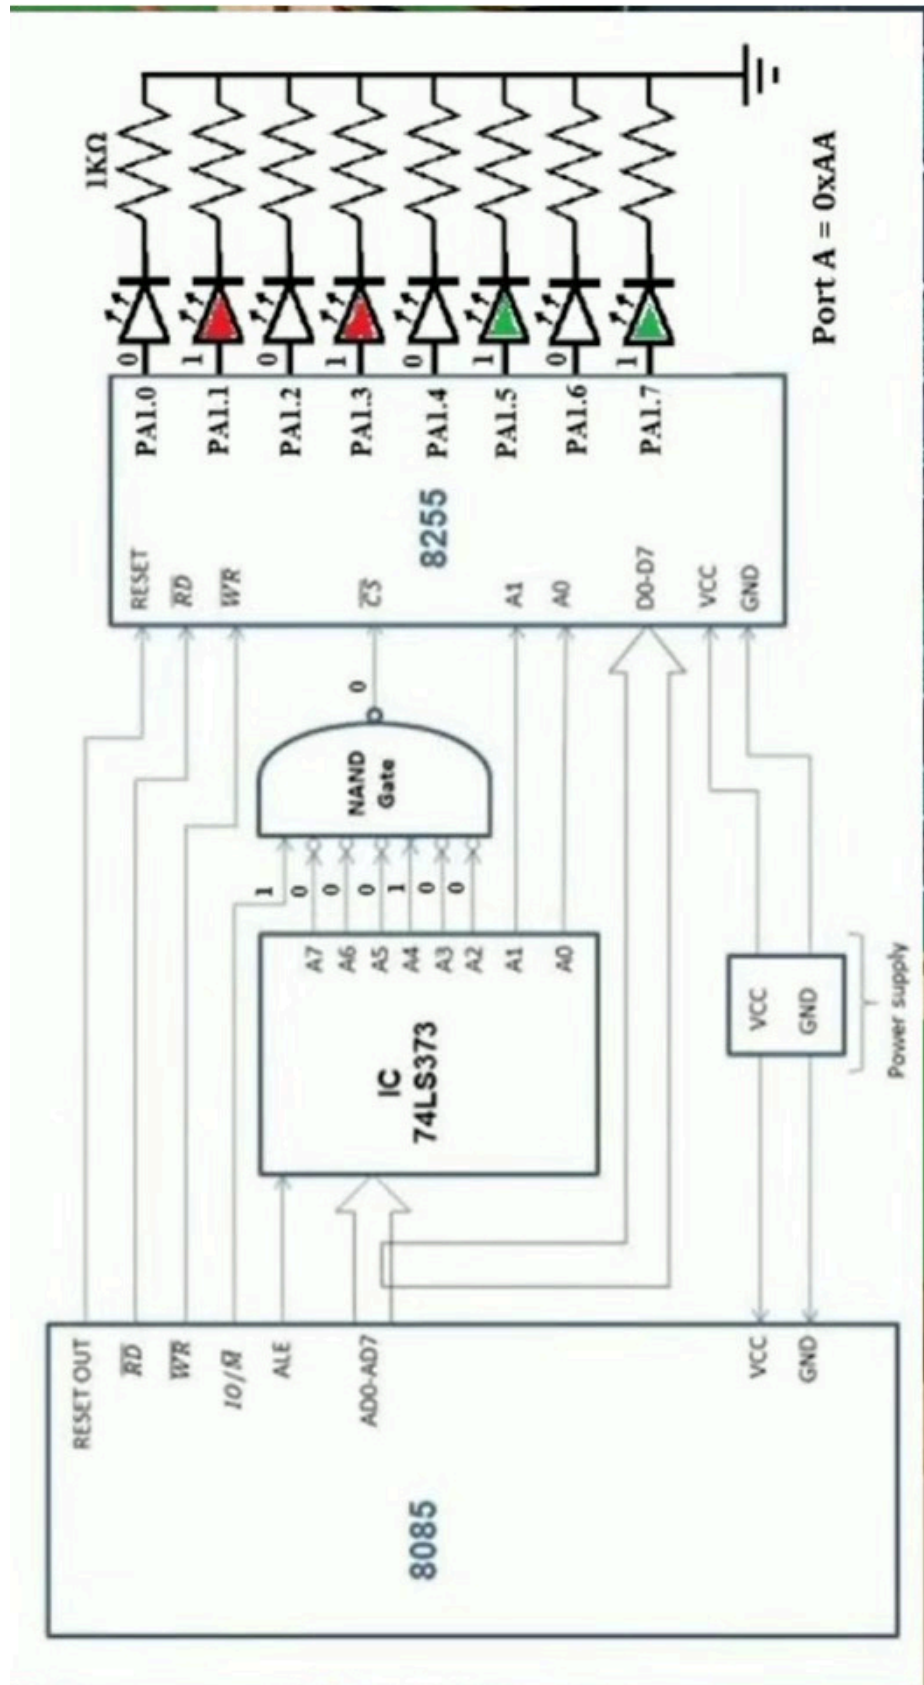 8085
RESET OUT
RD
WR
IO/M
ALE
AD0-AD7
VCC
GND
IC
74LS373
A7
A6
A5
A4
A3
A2
A1
A0
1
0
0
0
1
0
0
NAND
Gate
0
VCC
GND
Power supply
8255
RESET
RD
WR
CS
A1
A0
D0-D7
VCC
GND
PA1.0
PA1.1
PA1.2
PA1.3
PA1.4
PA1.5
PA1.6
PA1.7
0
1
0
1
0
1
0
1
1KΩ
Port A = 0xAA